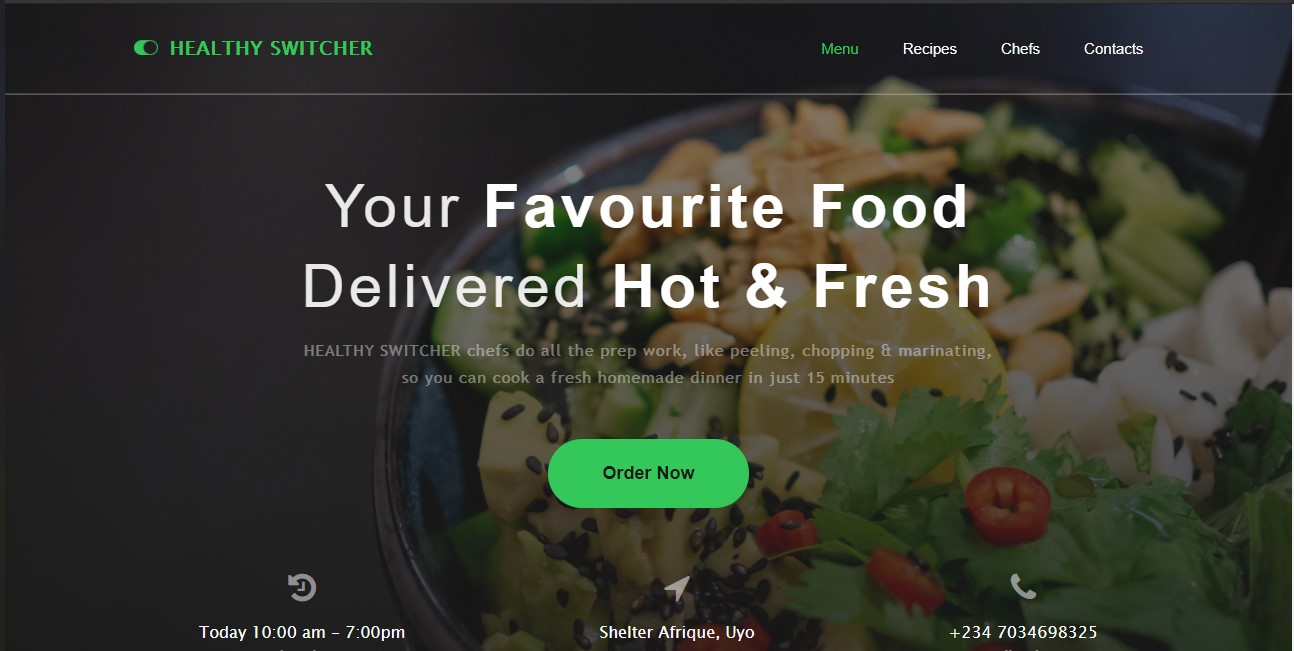 HEALTHY SWITCHER
Menu Recipes Chefs Contacts
Your Favourite Food
Delivered Hot & Fresh
HEALTHY SWITCHER chefs do all the prep work, like peeling, chopping & marinating,
so you can cook a fresh homemade dinner in just 15 minutes
Order Now
Today 10:00 am - 7:00pm
Shelter Afrique, Uyo
+234 7034698325